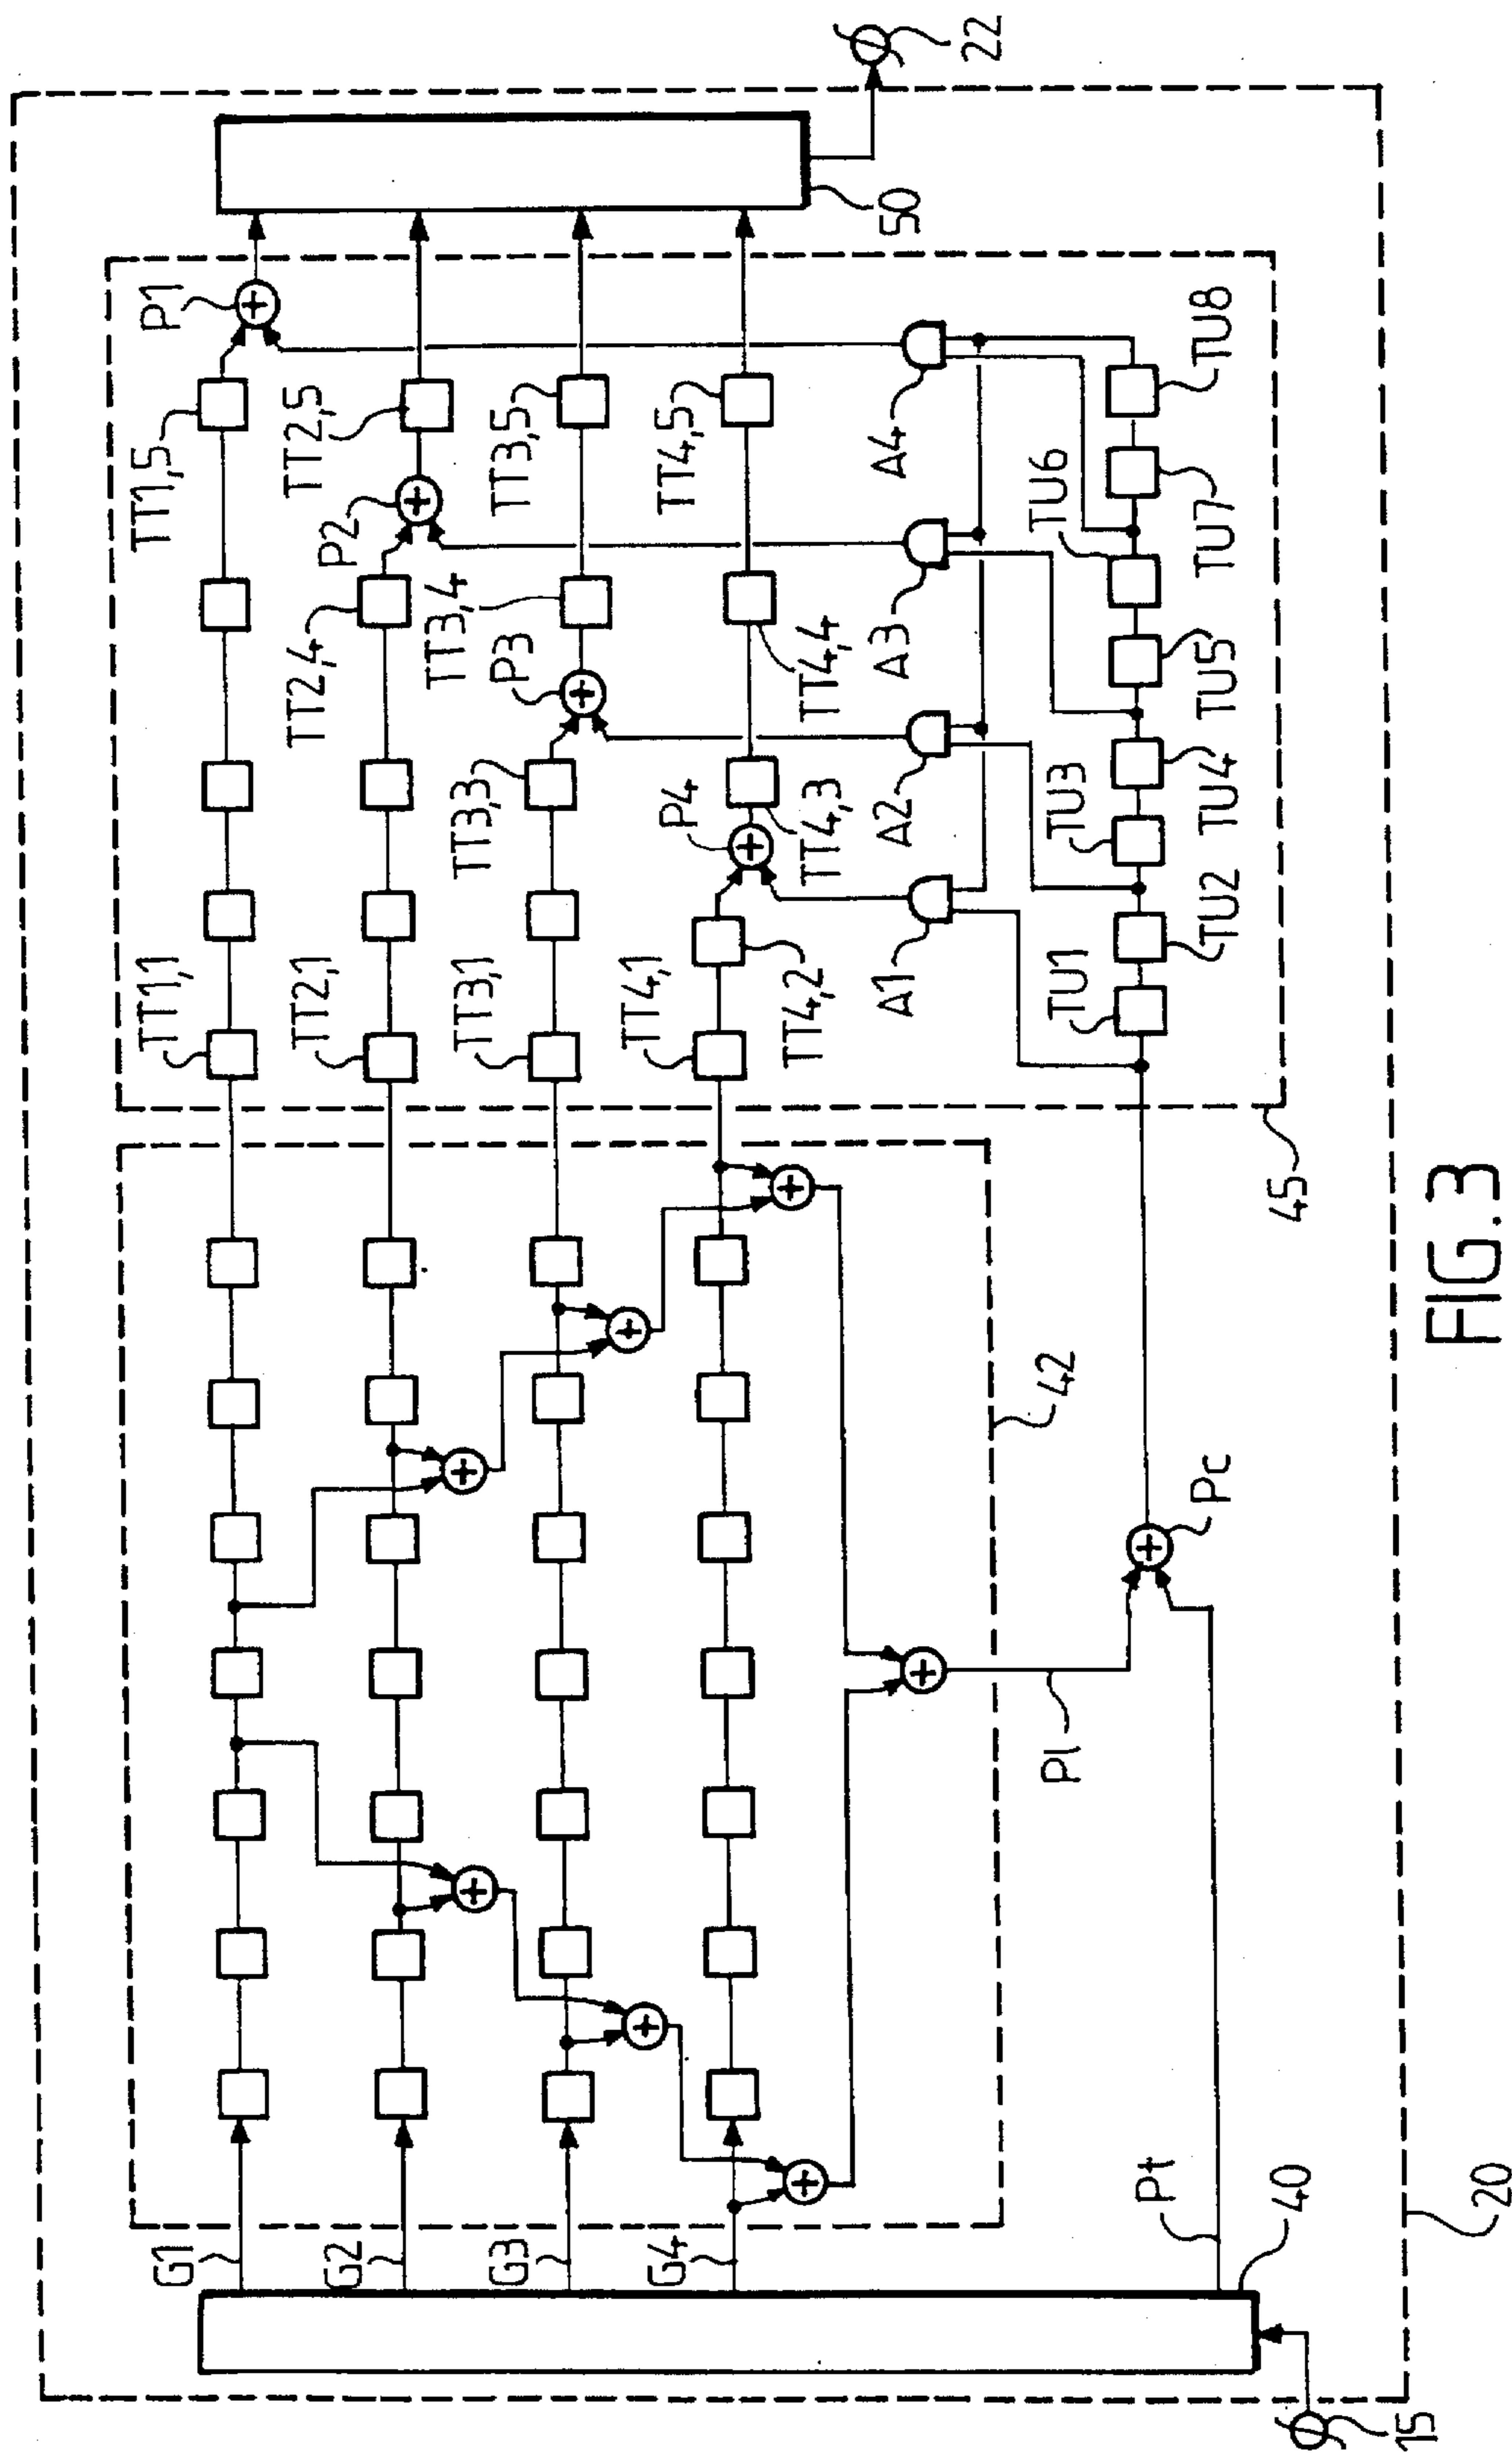 22
50
P1
TT1,5
TT2,5
P2
TT3,5
TT4,5
A4
TU8
TU6
TU7
TT2,4
TT3,4
P3
TT4,4
A3
TU5
TT3,3
P4
TT4,3
A2
TU3
TU4
TT1,1
TT2,1
TT3,1
TT4,1
TT4,2
A1
TU1
TU2
45
42
Pc
Pl
G1
G2
G3
G4
Pt
40
20
15
FIG.3